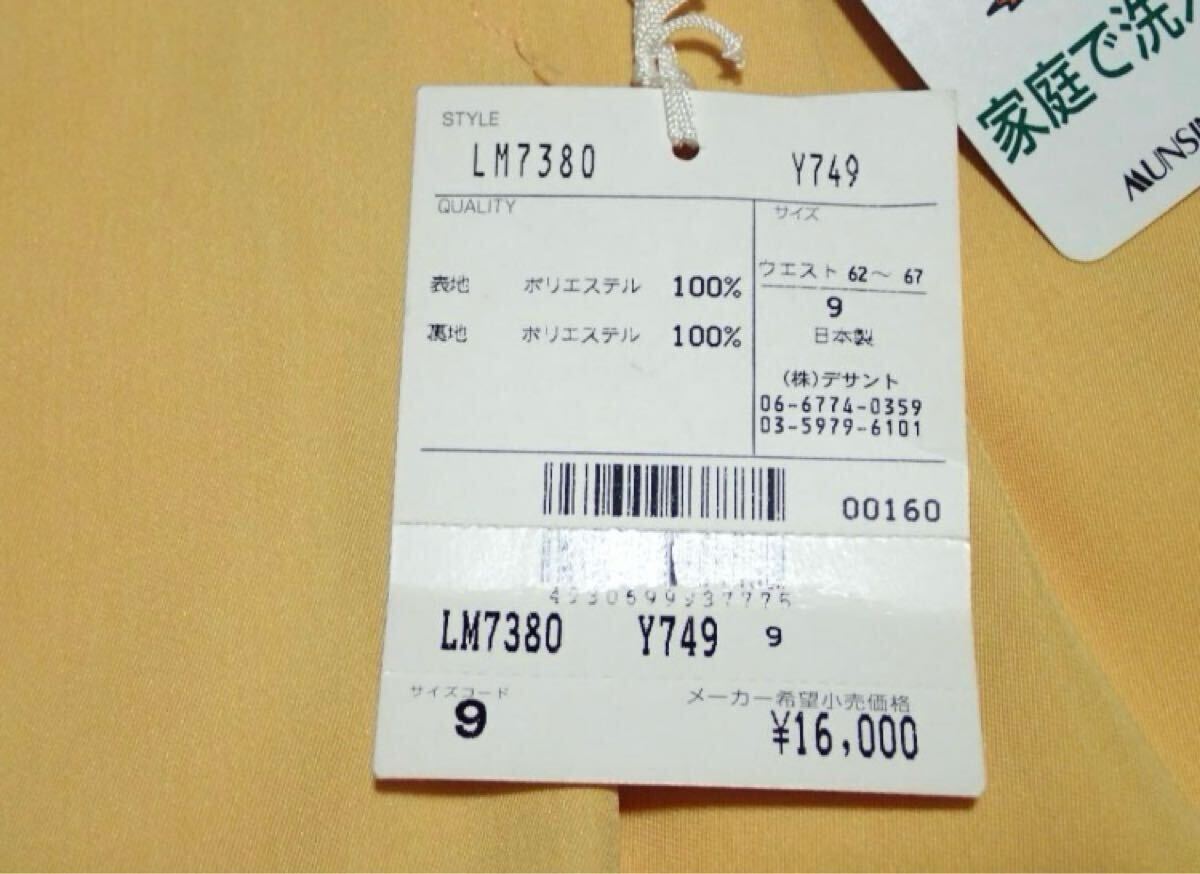 STYLE
LM7380 Y749
QUALITY サイズ
表地 ポリエステル 100%
裏地 ポリエステル 100%
ウエスト 62～ 67
9
日本製
(株)デサント
06-6774-0359
03-5979-6101
00160
LM7380 Y749 9
サイズコード
9
メーカー希望小売価格
¥16,000
家庭で洗